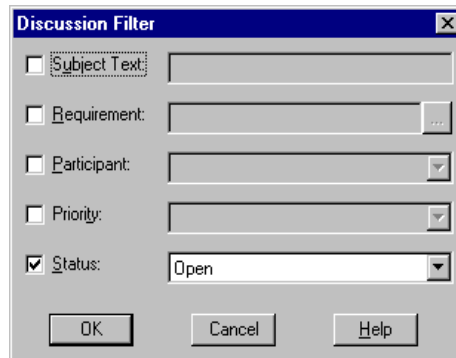 Discussion Filter
Subject Text:
Requirement:
...
Participant:
Priority:
Status:
Open
OK
Cancel
Help